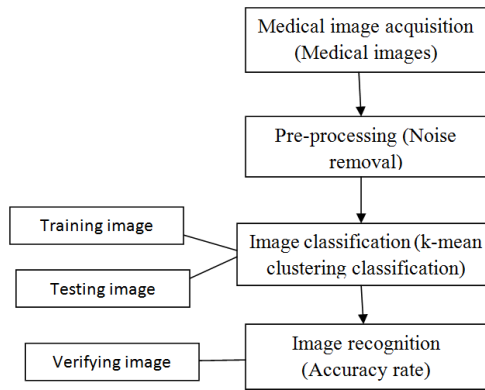 Medical image acquisition
(Medical images)
Pre-processing (Noise
removal)
Training image
Image classification (k-mean
clustering classification)
Testing image
Image recognition
(Accuracy rate)
Verifying image